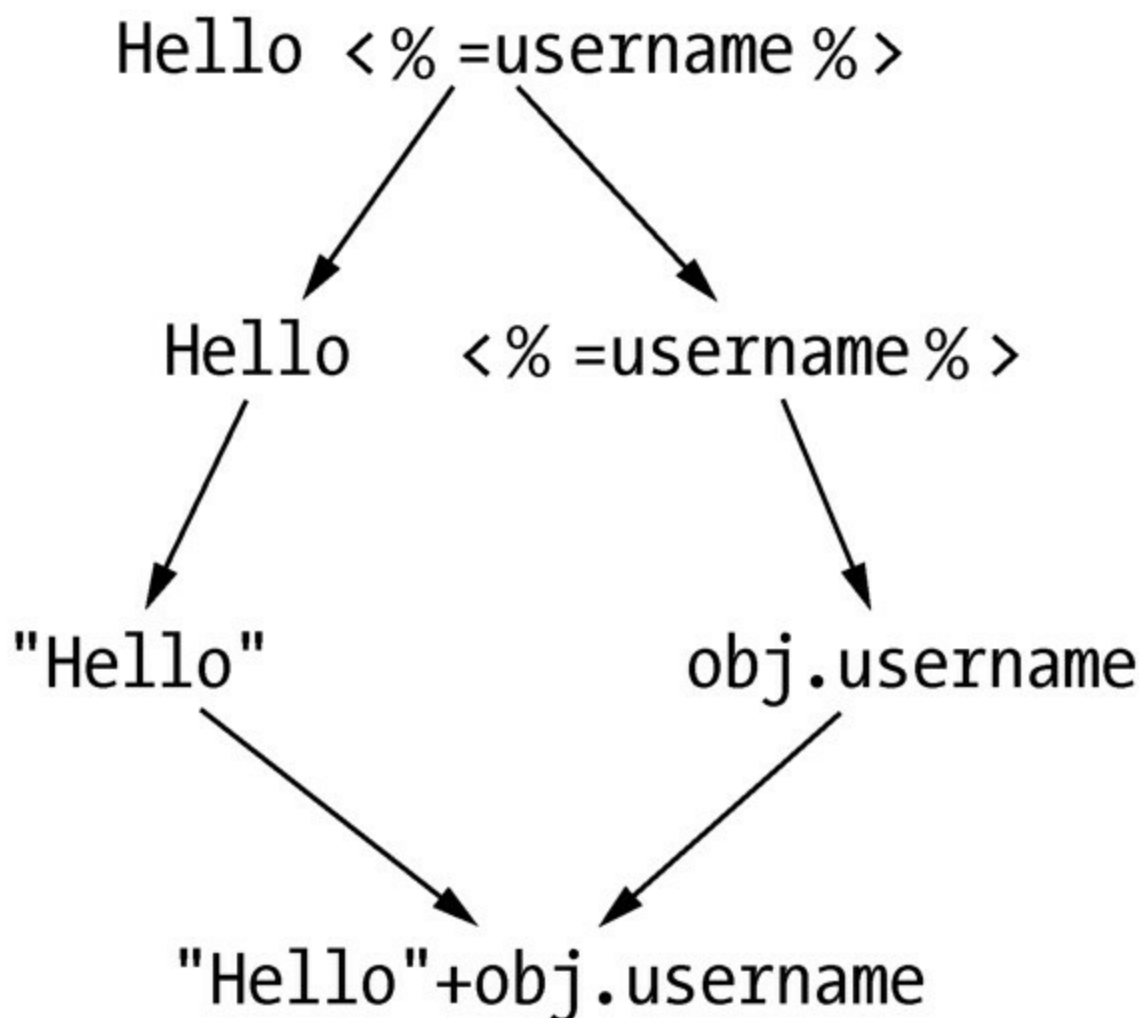 Hello <% =username %>
Hello <% =username %>
"Hello" obj.username
"Hello"+obj.username